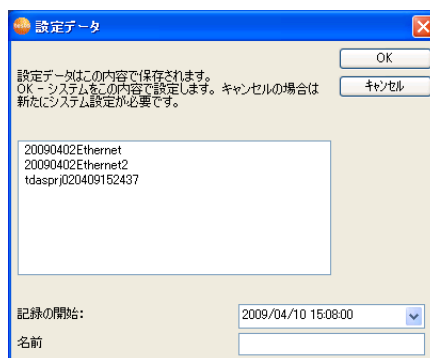 設定データ
OK
設定データはこの内容で保存されます。
OK - システムをこの内容で設定します。キャンセルの場合は
新たにシステム設定が必要です。
キャンセル
20090402Ethernet
20090402Ethernet2
tdasprj020409152437
記録の開始:
2009/04/10 15:08:00
名前